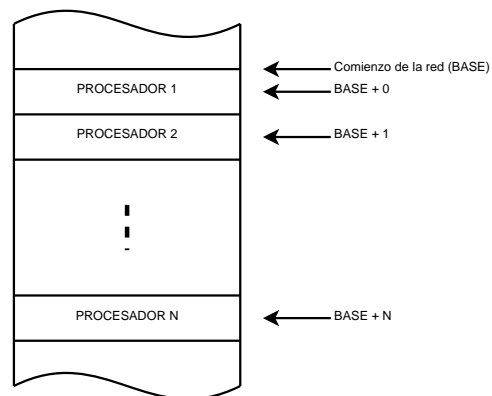 Comienzo de la red (BASE)
PROCESADOR 1
BASE + 0
PROCESADOR 2
BASE + 1
PROCESADOR N
BASE + N